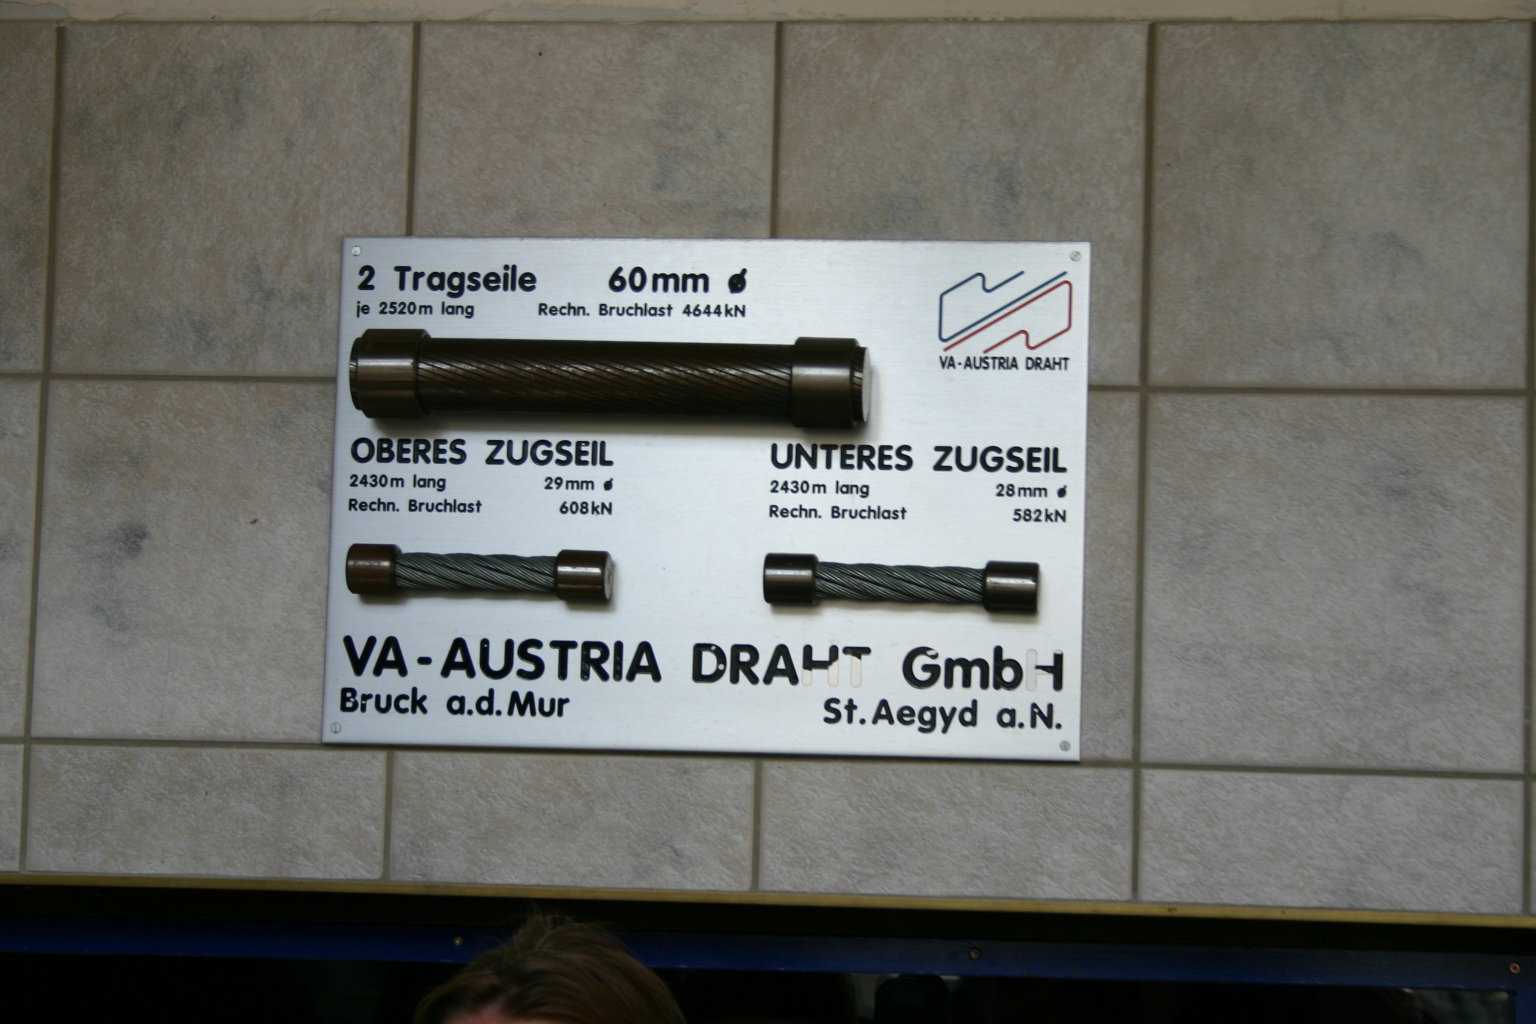 2 Tragseile 60mm ⌀
je 2520m lang Rechn. Bruchlast 4644kN
VA-AUSTRIA DRAHT
OBERES ZUGSEIL
2430m lang 29mm ⌀
Rechn. Bruchlast 608kN
UNTERES ZUGSEIL
2430m lang 28mm ⌀
Rechn. Bruchlast 582kN
VA-AUSTRIA DRAHT GmbH
Bruck a.d.Mur St.Aegyd a.N.